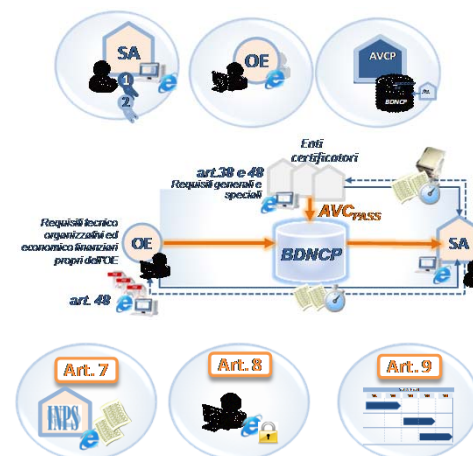 SA
OE
AVCP
1
2
BDNCP
Enti
certificatori
art.38 e 48
Requisiti generali e
speciali
AVCPASS
Requisiti tecnico
organizzativi ed
economico finanziari
propri dell'OE
OE
BDNCP
SA
art. 48
Art. 7
Art. 8
Art. 9
INPS